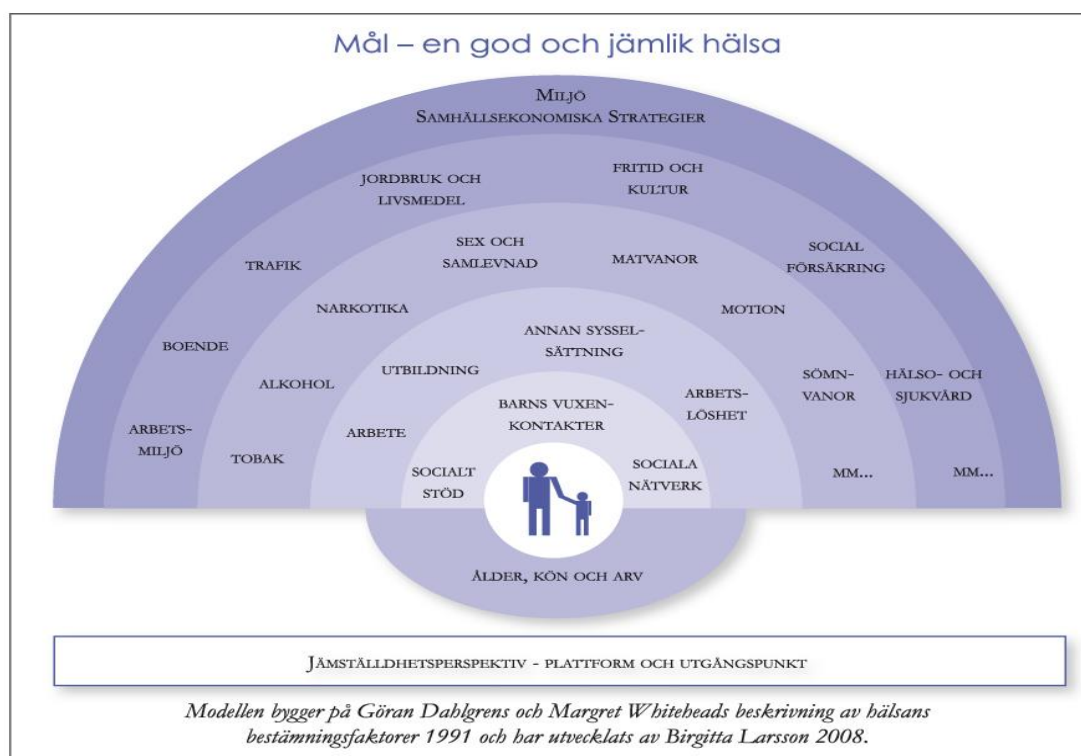 Mål – en god och jämlik hälsa
Miljö
Samhällsekonomiska Strategier
JORDBRUK OCH
LIVSMEDEL
FRITID OCH
KULTUR
TRAFIK
SEX OCH
SAMLEVNAD
MATVANOR
SOCIAL
FÖRSÄKRING
NARKOTIKA
MOTION
BOENDE
ANNAN SYSSEL-
SÄTTNING
ALKOHOL
UTBILDNING
SÖMN-
VANOR
HÄLSO- OCH
SJUKVÅRD
ARBETS-
LÖSHET
BARNS VUXEN-
KONTAKTER
ARBETS-
MILJÖ
ARBETE
TOBAK
SOCIALT
STÖD
SOCIALA
NÄTVERK
MM...
MM...
ÅLDER, KÖN OCH ARV
Jämställdhetsperspektiv - plattform och utgångspunkt
Modellen bygger på Göran Dahlgrens och Margret Whiteheads beskrivning av hälsans
bestämningsfaktorer 1991 och har utvecklats av Birgitta Larsson 2008.